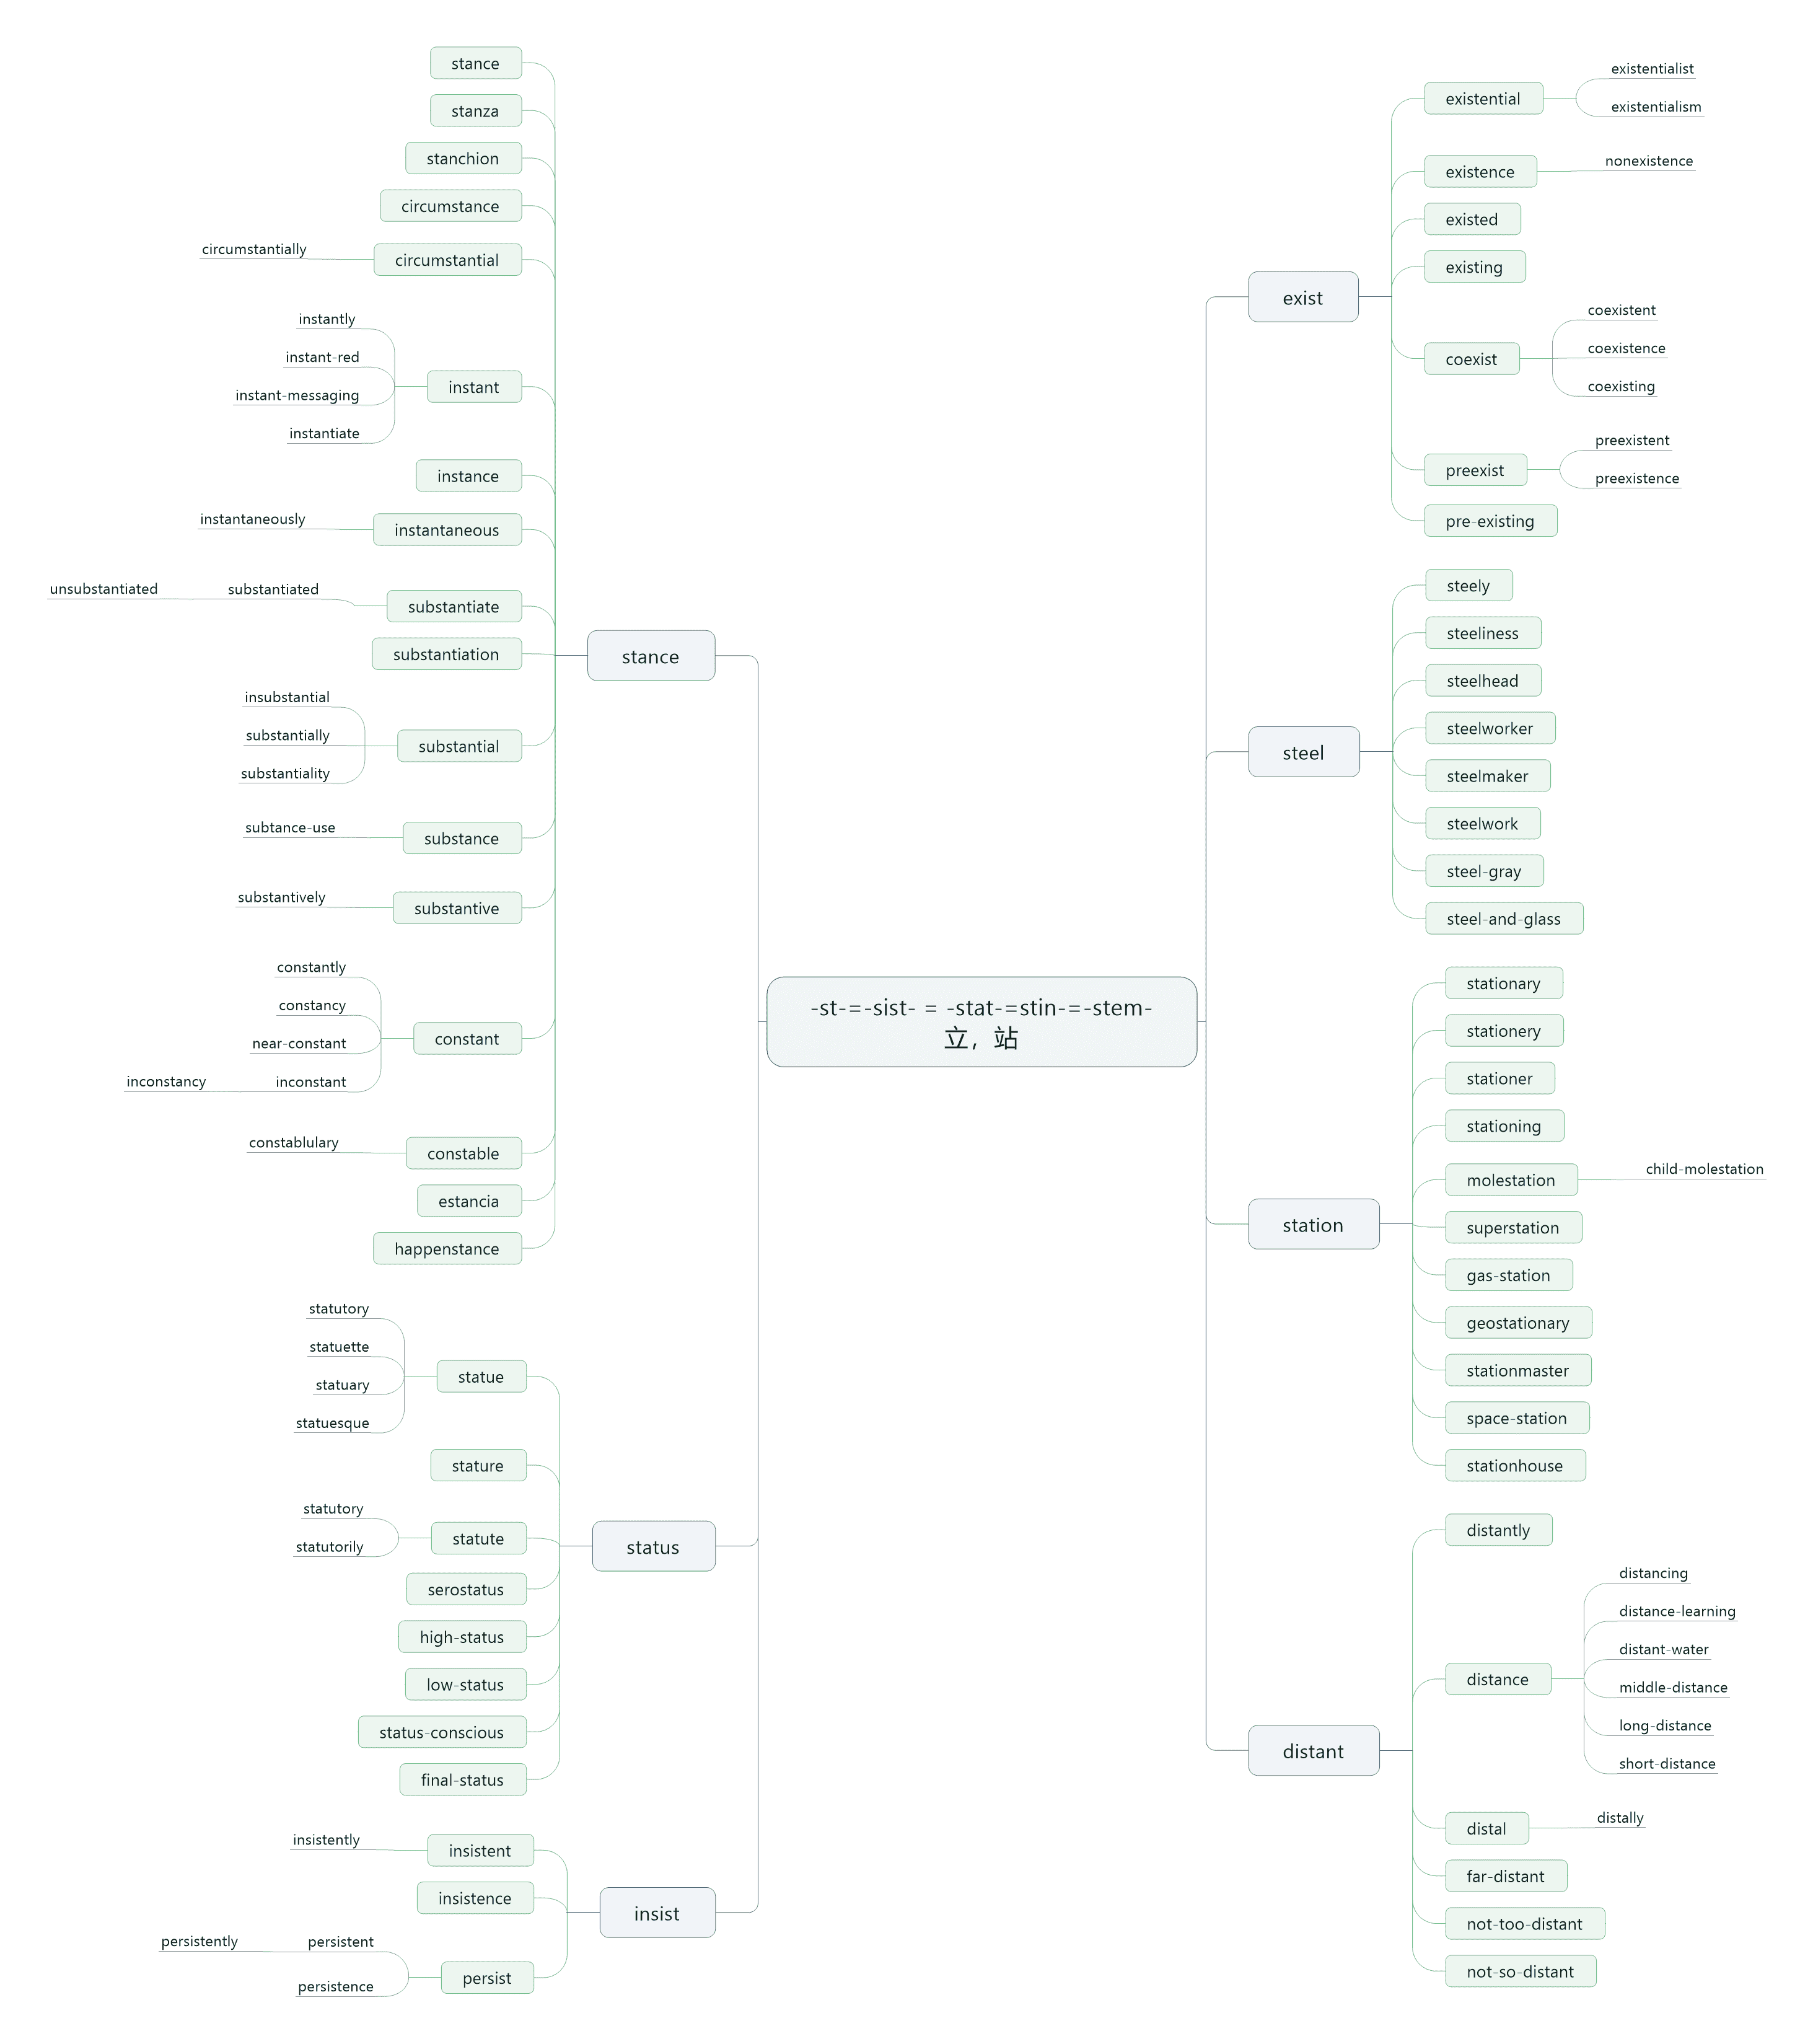 -st-=-sist- = -stat-=stin-=-stem-
立，站
exist
existential
existentialist
existentialism
existence
nonexistence
existed
existing
coexist
coexistent
coexistence
coexisting
preexist
preexistent
preexistence
pre-existing
steel
steely
steeliness
steelhead
steelworker
steelmaker
steelwork
steel-gray
steel-and-glass
station
stationary
stationery
stationer
stationing
molestation
child-molestation
superstation
gas-station
geostationary
stationmaster
space-station
stationhouse
distant
distantly
distance
distancing
distance-learning
distant-water
middle-distance
long-distance
short-distance
distal
distally
far-distant
not-too-distant
not-so-distant
stance
stance
stanza
stanchion
circumstance
circumstantial
circumstantially
instant
instantly
instant-red
instant-messaging
instantiate
instance
instantaneous
instantaneously
substantiate
substantiated
unsubstantiated
substantiation
substantial
insubstantial
substantially
substantiality
substance
subtance-use
substantive
substantively
constant
constantly
constancy
near-constant
inconstant
inconstancy
constable
constablulary
estancia
happenstance
status
statue
statutory
statuette
statuary
statuesque
stature
statute
statutory
statutorily
serostatus
high-status
low-status
status-conscious
final-status
insist
insistent
insistently
insistence
persist
persistent
persistently
persistence